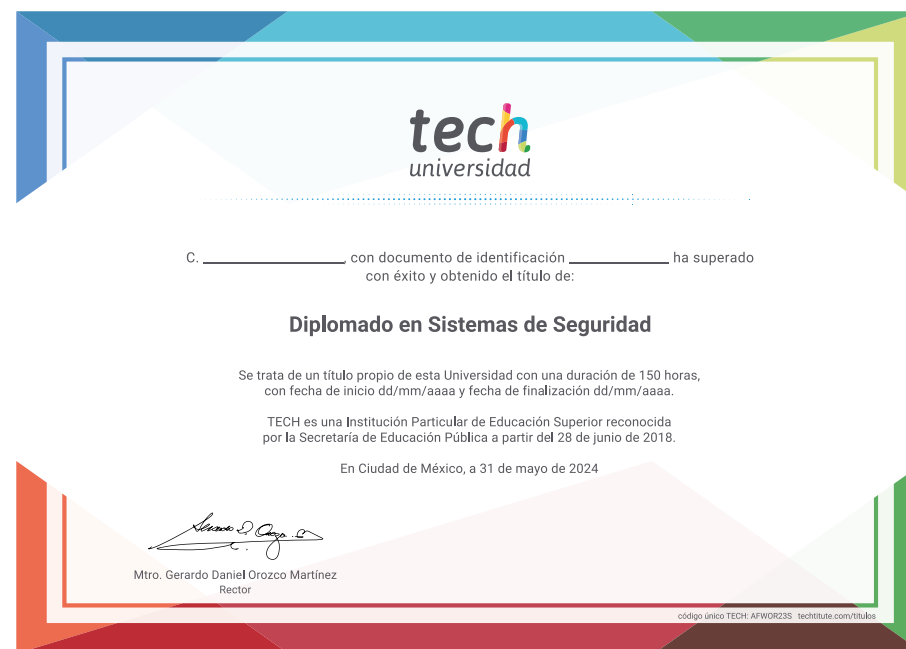 tech
universidad
C. ____________________, con documento de identificación ______________ ha superado
con éxito y obtenido el título de:
Diplomado en Sistemas de Seguridad
Se trata de un título propio de esta Universidad con una duración de 150 horas,
con fecha de inicio dd/mm/aaaa y fecha de finalización dd/mm/aaaa.
TECH es una Institución Particular de Educación Superior reconocida
por la Secretaría de Educación Pública a partir del 28 de junio de 2018.
En Ciudad de México, a 31 de mayo de 2024
Mtro. Gerardo Daniel Orozco Martínez
Rector
código único TECH: AFWOR23S techtitute.com/titulos